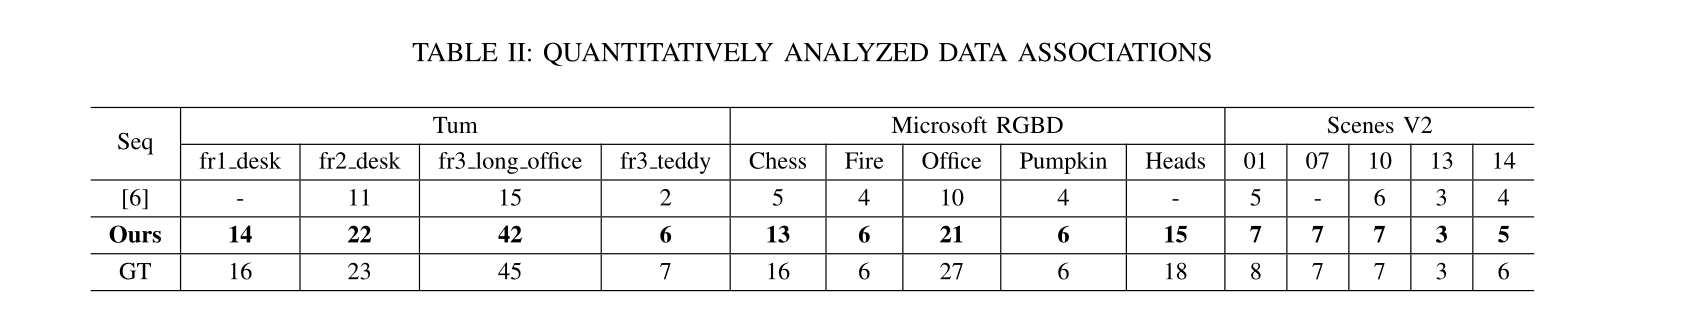 TABLE II: QUANTITATIVELY ANALYZED DATA ASSOCIATIONS
Seq Tum Microsoft RGBD Scenes V2
fr1_desk fr2_desk fr3_long_office fr3_teddy Chess Fire Office Pumpkin Heads 01 07 10 13 14
[6] - 11 15 2 5 4 10 4 - 5 - 6 3 4
Ours 14 22 42 6 13 6 21 6 15 7 7 7 3 5
GT 16 23 45 7 16 6 27 6 18 8 7 7 3 6